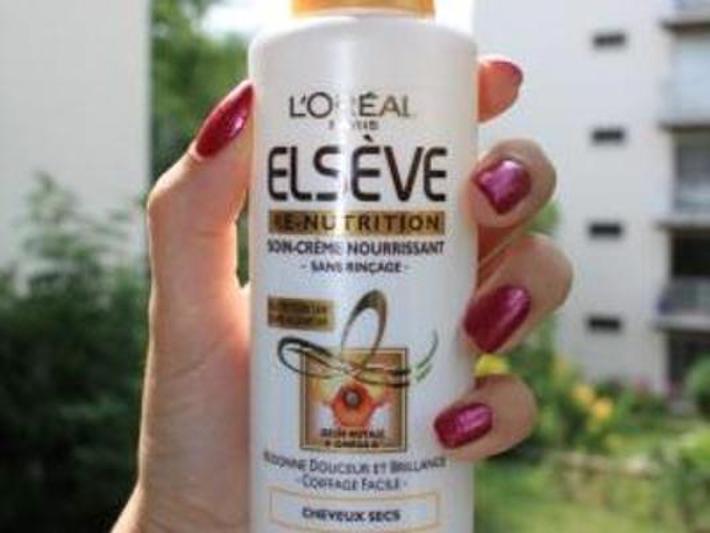 L'ORÉAL
PARIS
ELSÈVE
RE-NUTRITION
SOIN-CRÈME NOURRISSANT
- SANS RINÇAGE -
REDONNE DOUCEUR ET BRILLANCE
- COIFFAGE FACILE -
CHEVEUX SECS